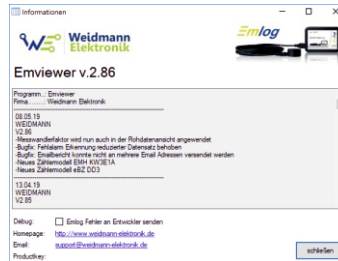 Informationen
Weidmann
Elektronik
Emlog
Emviewer v.2.86
Programm..: Emviewer
Firma......: Weidmann Elektronik
08.05.19
WEIDMANN
V2.86
-Messwandlerfaktor wird nun auch in der Rohdatenansicht angewendet
-Bugfix: Fehlalarm Erkennung reduzierter Datensatz behoben
-Bugfix: Emailbericht konnte nicht an mehrere Email Adressen versendet werden
-Neues Zählermodell EMH KW3E1A
-Neues Zählermodell eBZ DD3
13.04.19
WEIDMANN
V2.85
Debug: Emlog Fehler an Entwickler senden
Homepage: http://www.weidmann-elektronik.de
Email: support@weidmann-elektronik.de
Productkey:
schließen